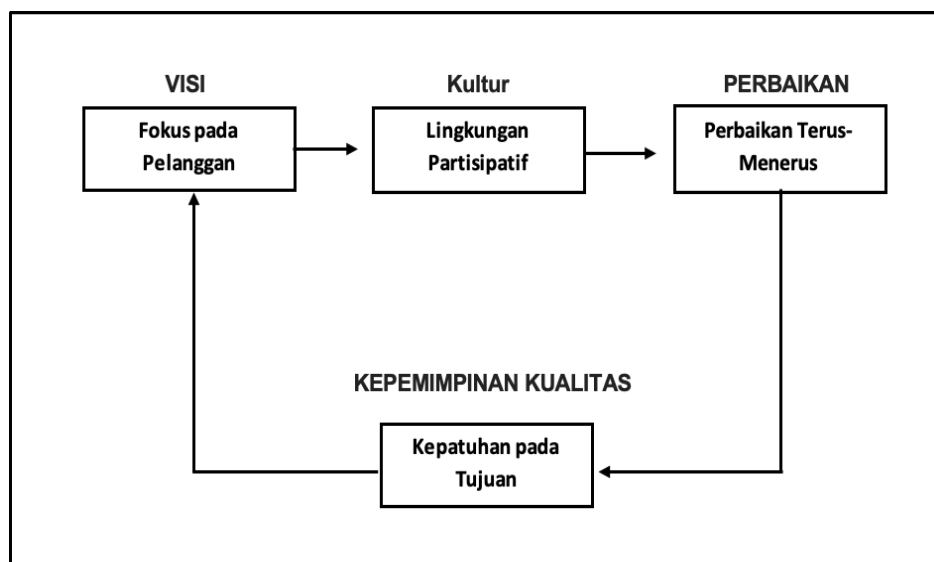 VISI
Fokus pada
Pelanggan
Kultur
Lingkungan
Partisipatif
PERBAIKAN
Perbaikan Terus-
Menerus
KEPEMIMPINAN KUALITAS
Kepatuhan pada
Tujuan